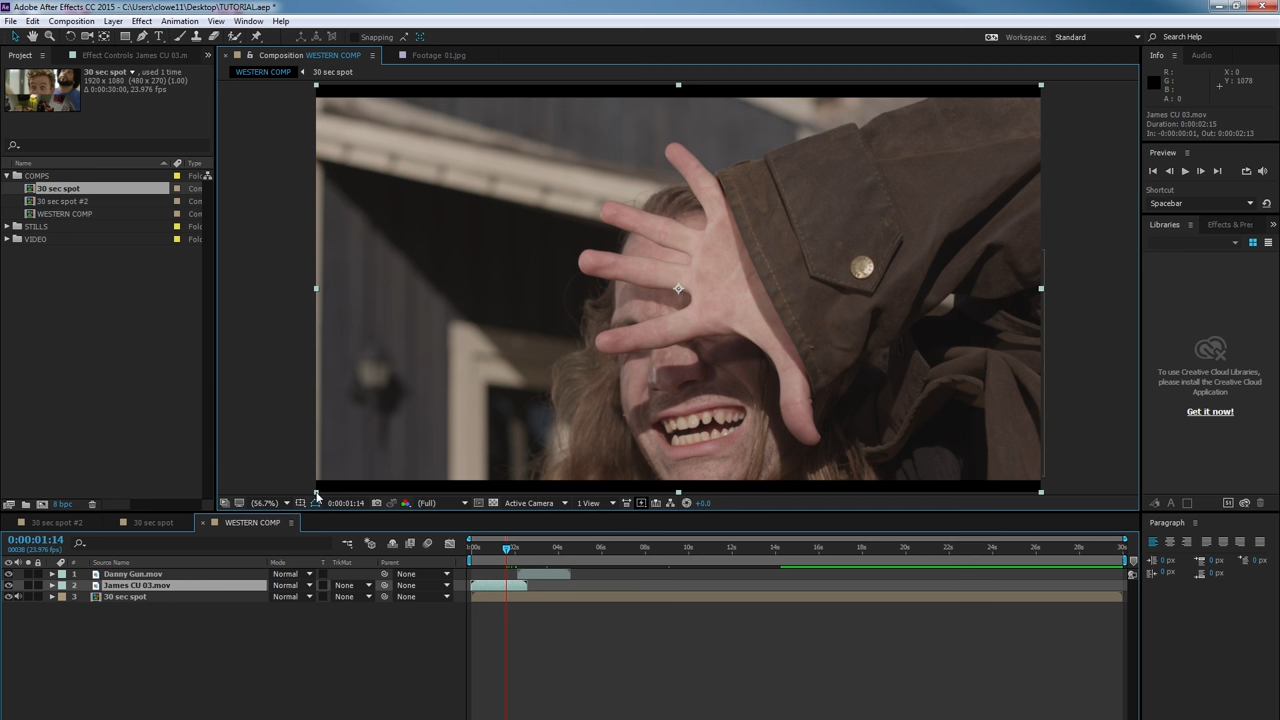 Adobe After Effects CC 2015 - C:\Users\clowe11\Desktop\TUTORIAL.aep *
File Edit Composition Layer Effect Animation View Window Help
Snapping Workspace: Standard Search Help
Project Effect Controls James CU 03.m Composition WESTERN COMP Footage 01.jpg Info Audio
30 sec spot , used 1 time
1920 x 1080 (480 x 270) (1.00)
Δ 0:00:30:00, 23.976 fps
WESTERN COMP 30 sec spot
R : X : 0
G : Y : 1078
B :
A : 0
James CU 03.mov
Duration: 0:00:02:15
In: -0:00:00:01, Out: 0:00:02:13
Preview
Shortcut
Spacebar
Name Type
COMPS Folc
30 sec spot Con
30 sec spot #2 Con
WESTERN COMP Con
STILLS Folc
VIDEO Folc
Libraries Effects & Pre
To use Creative Cloud Libraries,
please install the Creative Cloud
Application
Get it now!
8 bpc (56.7%) 0:00:01:14 (Full) Active Camera 1 View +0.0
30 sec spot #2 30 sec spot WESTERN COMP Paragraph
0:00:01:14
00038 (23.976 fps)
:00s 02s 04s 06s 08s 10s 12s 14s 16s 18s 20s 22s 24s 26s 28s 30s
# Source Name Mode T TrkMat Parent
1 Danny Gun.mov Normal None
2 James CU 03.mov Normal None None
3 30 sec spot Normal None None
0 px 0 px 0 px
0 px 0 px